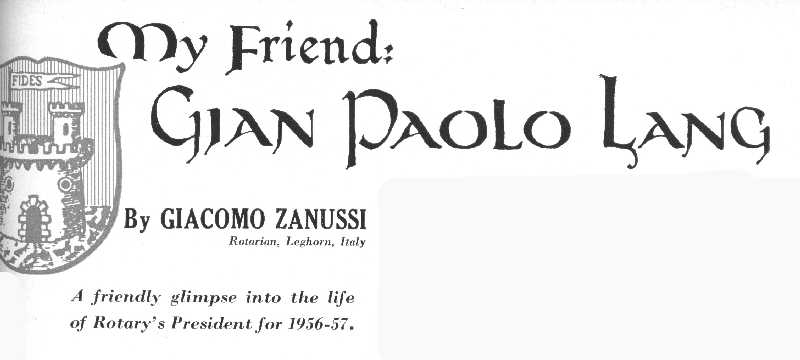 My Friend:
GIAN PAOLO LANG
FIDES
By GIACOMO ZANUSSI
Rotarian, Leghorn, Italy
A friendly glimpse into the life
of Rotary's President for 1956-57.